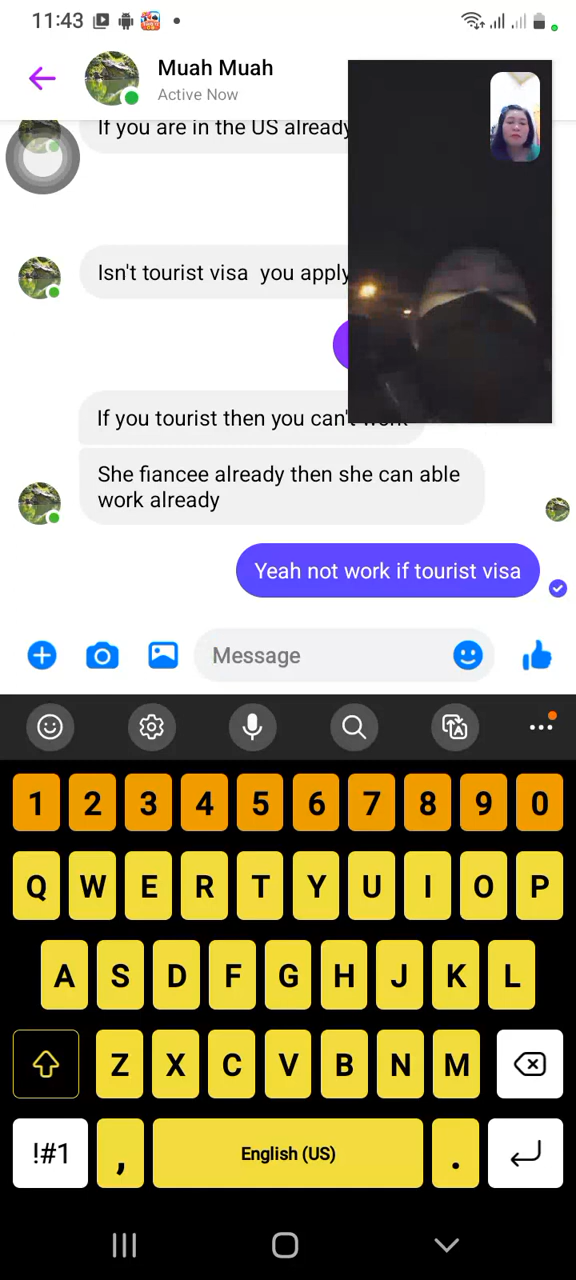 11:43
Muah Muah
Active Now
If you are in the US already
Isn't tourist visa you apply
If you tourist then you can't work
She fiancee already then she can able
work already
Yeah not work if tourist visa
Message
1 2 3 4 5 6 7 8 9 0
Q W E R T Y U I O P
A S D F G H J K L
Z X C V B N M
!#1 , English (US) .